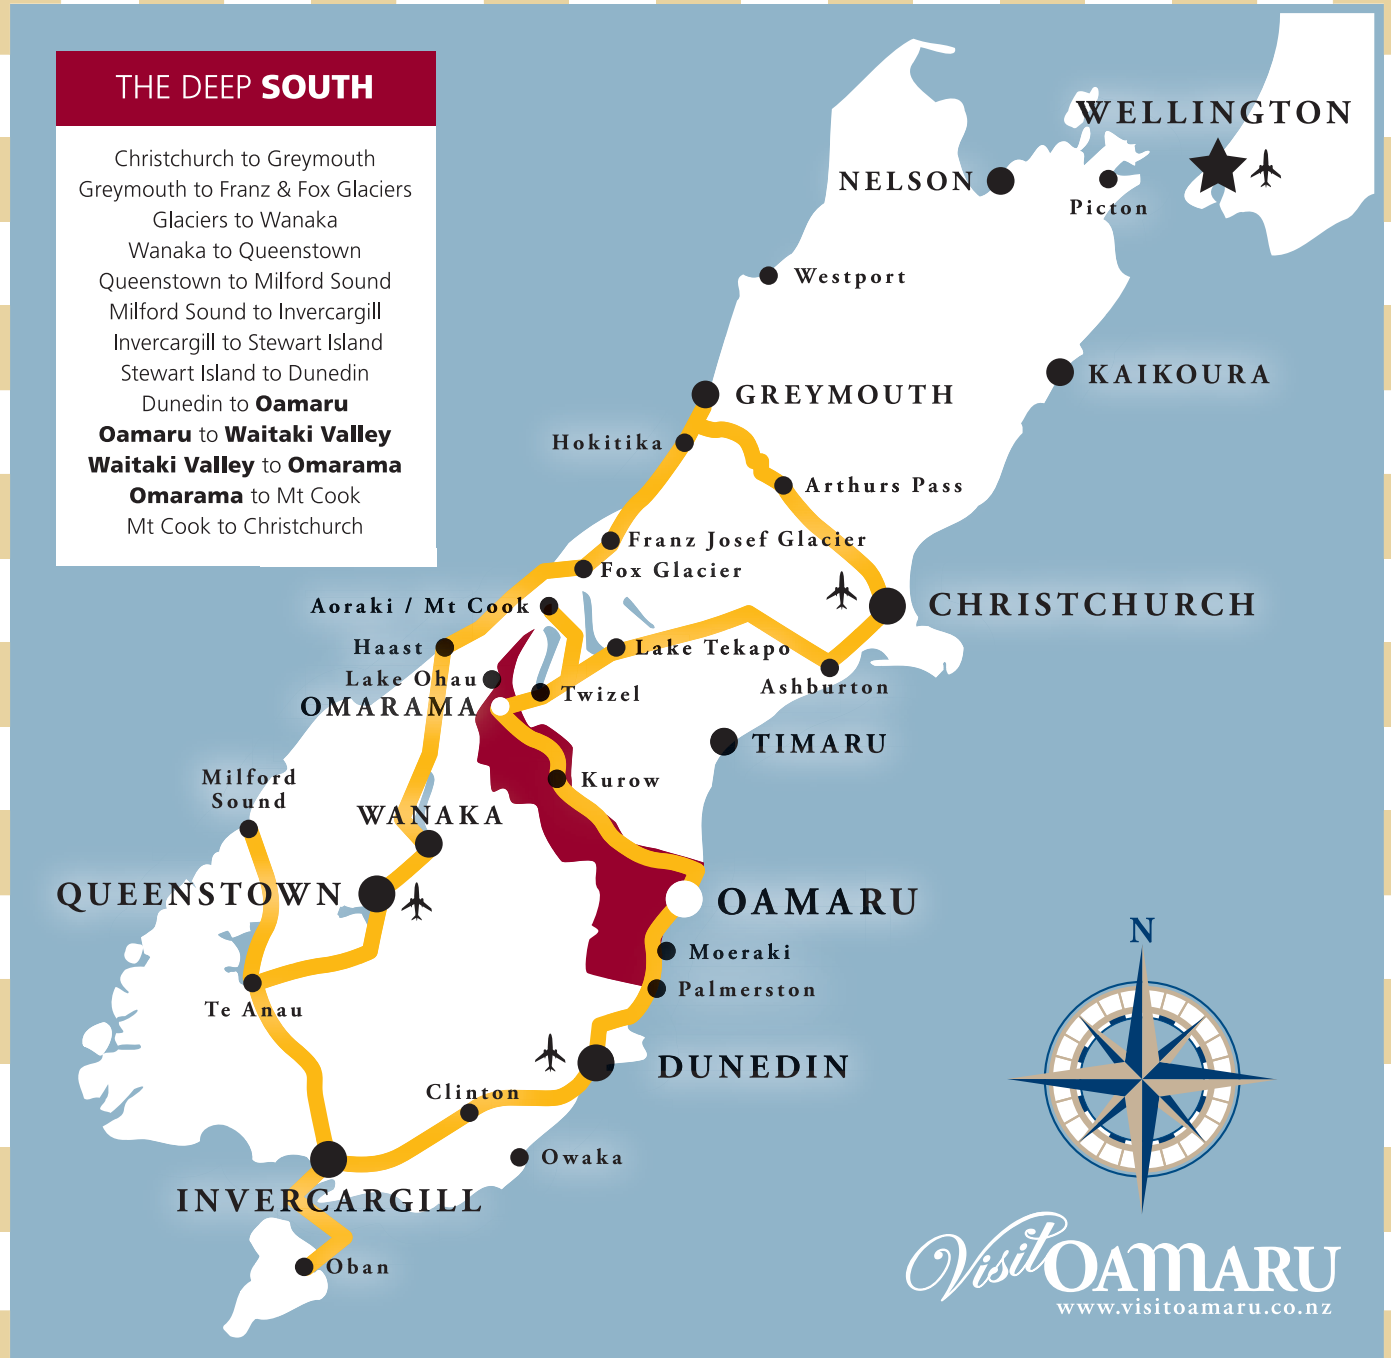 THE DEEP SOUTH
Christchurch to Greymouth
Greymouth to Franz & Fox Glaciers
Glaciers to Wanaka
Wanaka to Queenstown
Queenstown to Milford Sound
Milford Sound to Invercargill
Invercargill to Stewart Island
Stewart Island to Dunedin
Dunedin to Oamaru
Oamaru to Waitaki Valley
Waitaki Valley to Omarama
Omarama to Mt Cook
Mt Cook to Christchurch
WELLINGTON
NELSON
Picton
Westport
KAIKOURA
GREYMOUTH
Hokitika
Arthurs Pass
Franz Josef Glacier
Fox Glacier
Aoraki / Mt Cook
CHRISTCHURCH
Haast
Lake Tekapo
Lake Ohau
Ashburton
Twizel
OMARAMA
TIMARU
Milford
Sound
Kurow
WANAKA
QUEENSTOWN
OAMARU
Moeraki
Palmerston
Te Anau
N
DUNEDIN
Clinton
Owaka
INVERCARGILL
Oban
Visit OAMARU
www.visitoamaru.co.nz